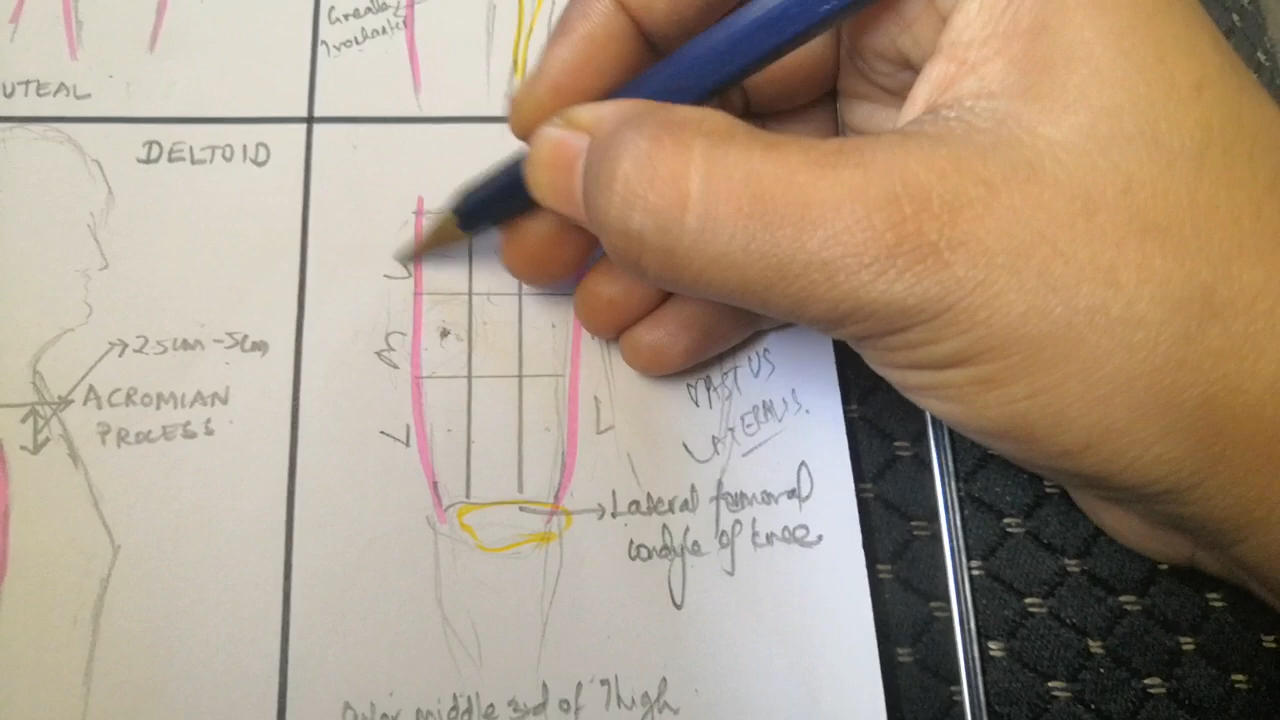 Greater
Trochanter
UTEAL
DELTOID
2.5cm-5cm
ACROMIAN
PROCESS
U
M
L
L
VASTUS
LATERALIS.
Lateral femoral
condyle of knee
Outer middle 3rd of Thigh.